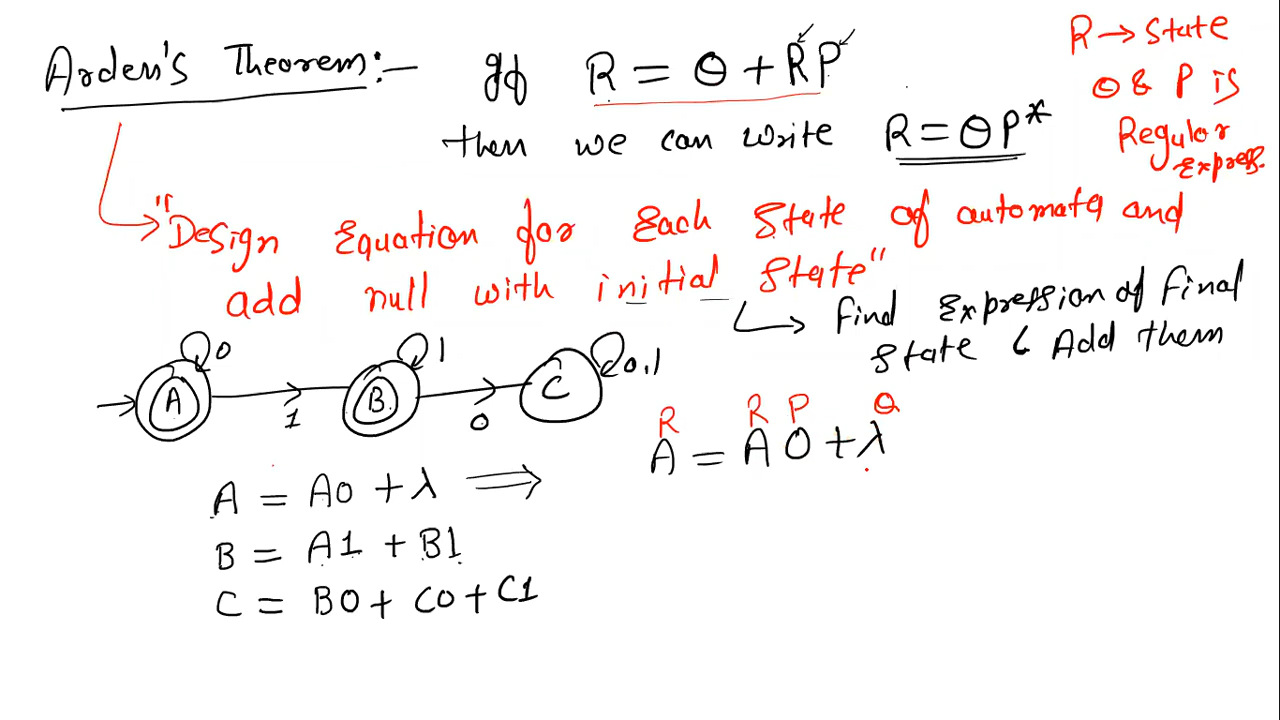 Arden's Theorem:- If R = Θ + RP
then we can write R = ΘP*
R → State
Θ & P is
Regular
Express.
"Design Equation for Each State of automata and
add null with initial State"
Find Expression of Final
State & Add them
A 0 1 B 1 0 C 0,1
R R P Θ
A = A 0 + λ
A = A0 + λ ⟹
B = A1 + B1
C = B0 + C0 + C1